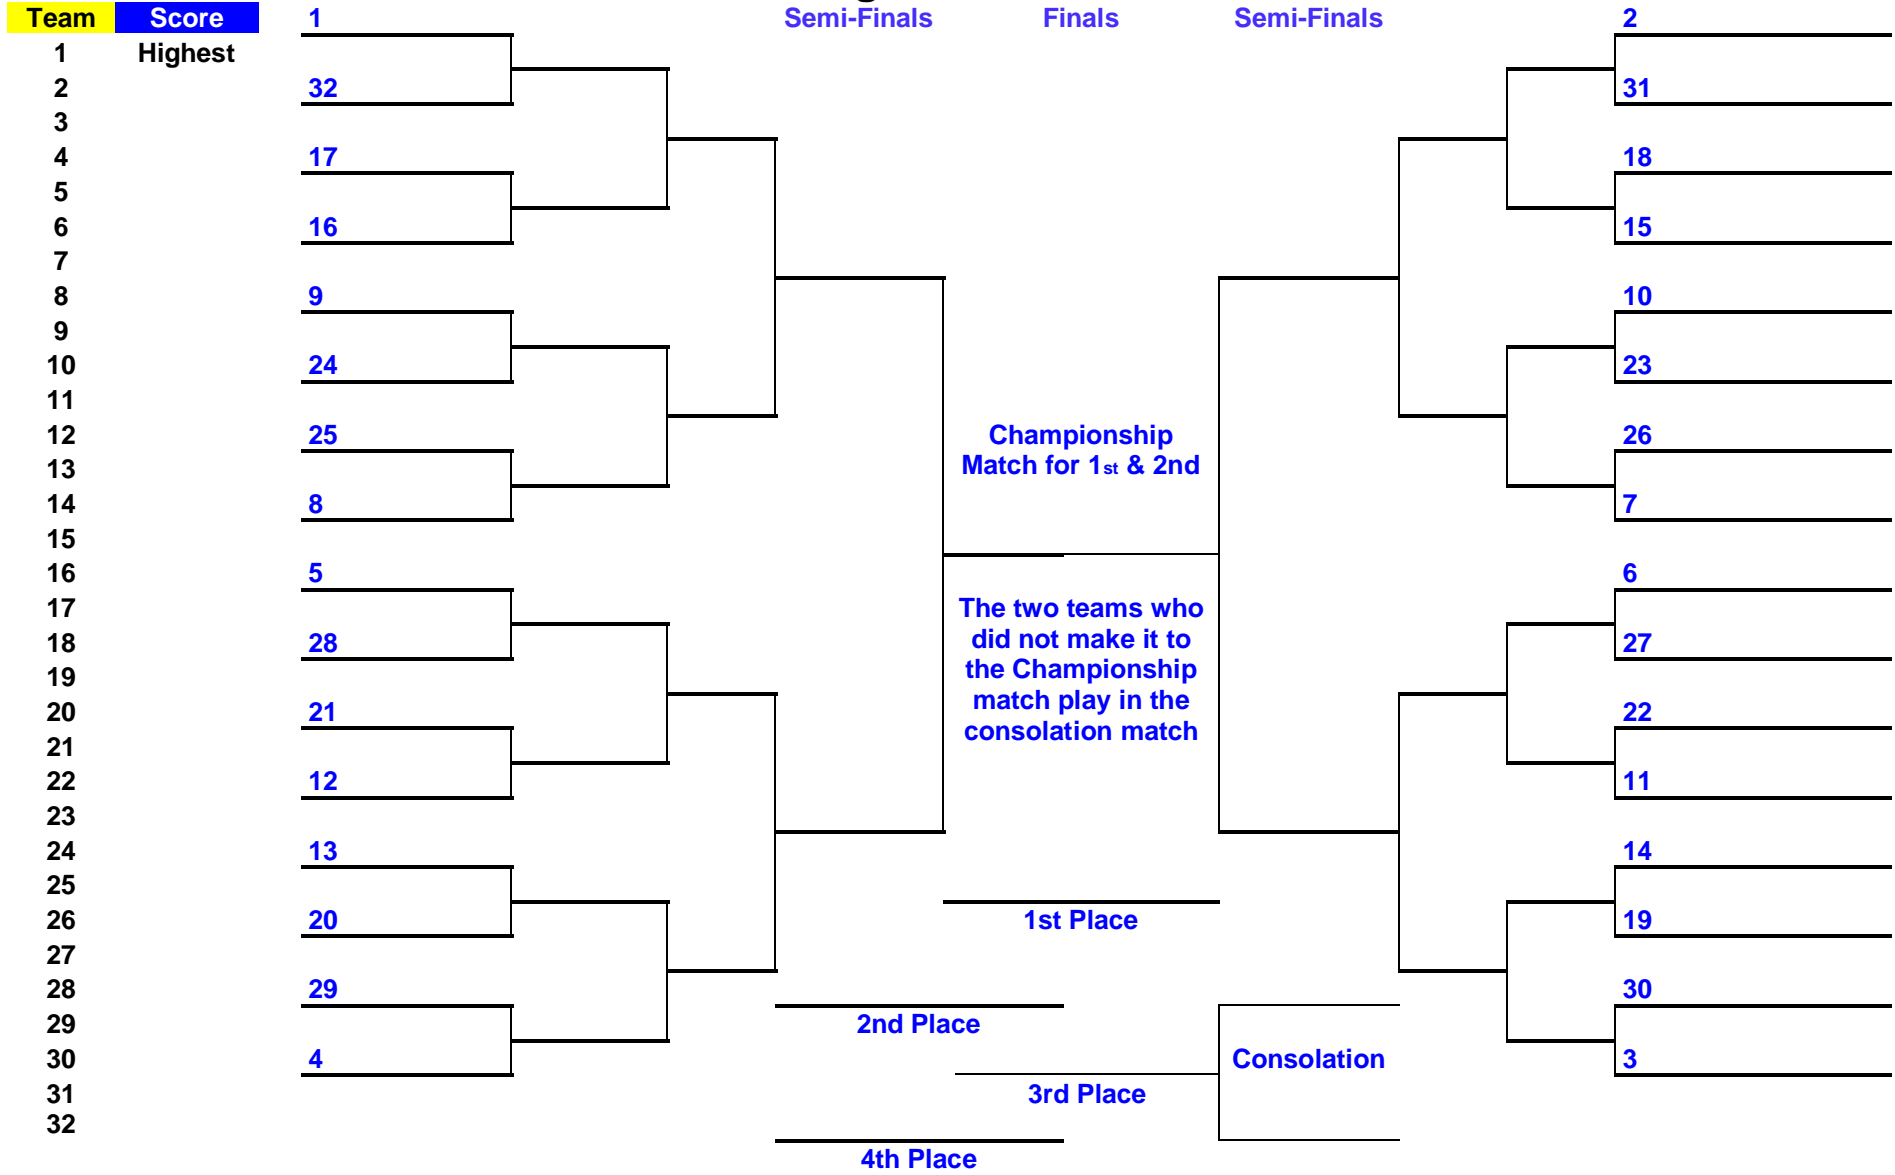 Team Score 1 Semi-Finals Finals Semi-Finals 2
1 Highest
2 32 31
3
4 17 18
5
6 16 15
7
8 9 10
9
10 24 23
11
12 25 Championship 26
13 Match for 1st & 2nd
14 8 7
15
16 5 6
17 The two teams who
18 28 did not make it to 27
19 the Championship
20 21 match play in the 22
21 consolation match
22 12 11
23
24 13 14
25
26 20 1st Place 19
27
28 29 30
29 2nd Place
30 4 Consolation 3
31 3rd Place
32
4th Place